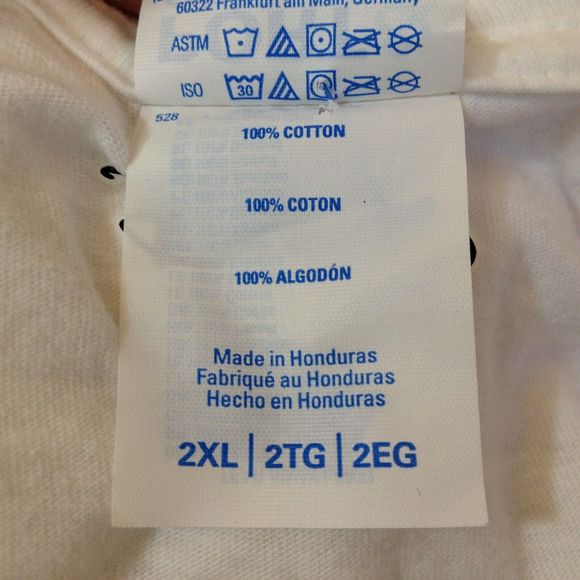 60322 Frankfurt am Main, Germany
ASTM
ISO 30
528
100% COTTON
100% COTON
100% ALGODÓN
Made in Honduras
Fabriqué au Honduras
Hecho en Honduras
2XL | 2TG | 2EG